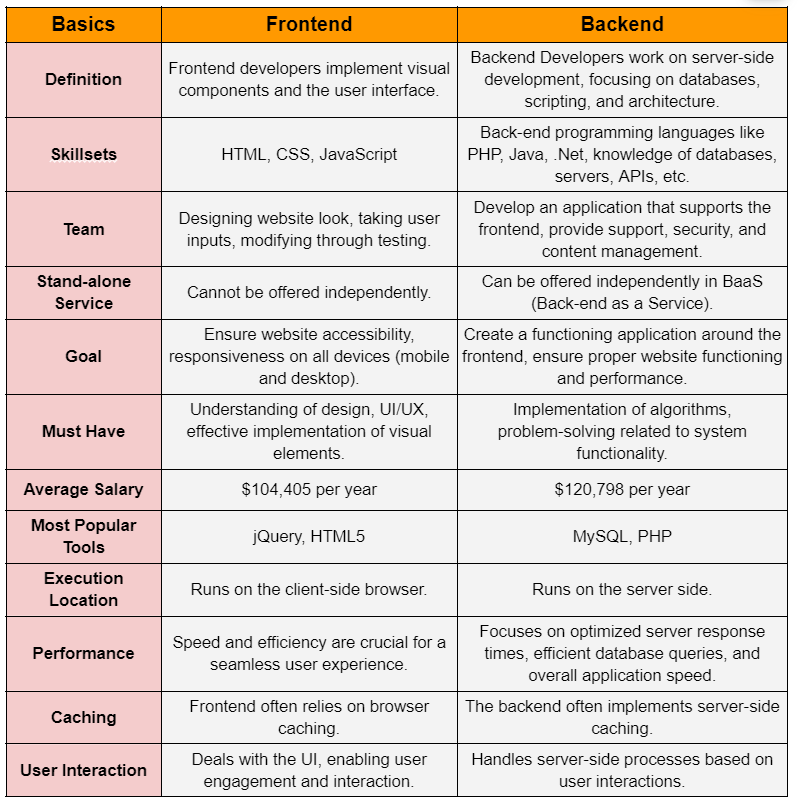 Basics
Frontend
Backend
Definition
Frontend developers implement visual
components and the user interface.
Backend Developers work on server-side
development, focusing on databases,
scripting, and architecture.
Skillsets
HTML, CSS, JavaScript
Back-end programming languages like
PHP, Java, .Net, knowledge of databases,
servers, APIs, etc.
Team
Designing website look, taking user
inputs, modifying through testing.
Develop an application that supports the
frontend, provide support, security, and
content management.
Stand-alone
Service
Cannot be offered independently.
Can be offered independently in BaaS
(Back-end as a Service).
Goal
Ensure website accessibility,
responsiveness on all devices (mobile
and desktop).
Create a functioning application around the
frontend, ensure proper website functioning
and performance.
Must Have
Understanding of design, UI/UX,
effective implementation of visual
elements.
Implementation of algorithms,
problem-solving related to system
functionality.
Average Salary
$104,405 per year
$120,798 per year
Most Popular
Tools
jQuery, HTML5
MySQL, PHP
Execution
Location
Runs on the client-side browser.
Runs on the server side.
Performance
Speed and efficiency are crucial for a
seamless user experience.
Focuses on optimized server response
times, efficient database queries, and
overall application speed.
Caching
Frontend often relies on browser
caching.
The backend often implements server-side
caching.
User Interaction
Deals with the UI, enabling user
engagement and interaction.
Handles server-side processes based on
user interactions.